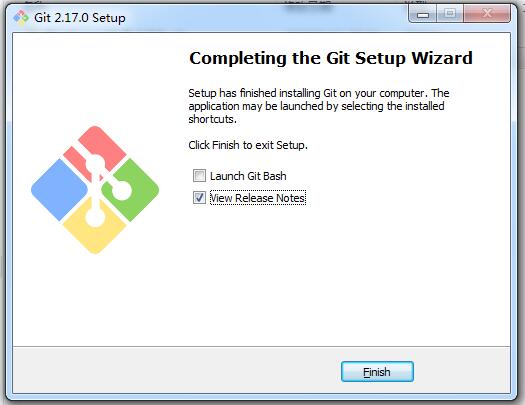 Git 2.17.0 Setup
Completing the Git Setup Wizard
Setup has finished installing Git on your computer. The
application may be launched by selecting the installed
shortcuts.
Click Finish to exit Setup.
Launch Git Bash
View Release Notes
Finish